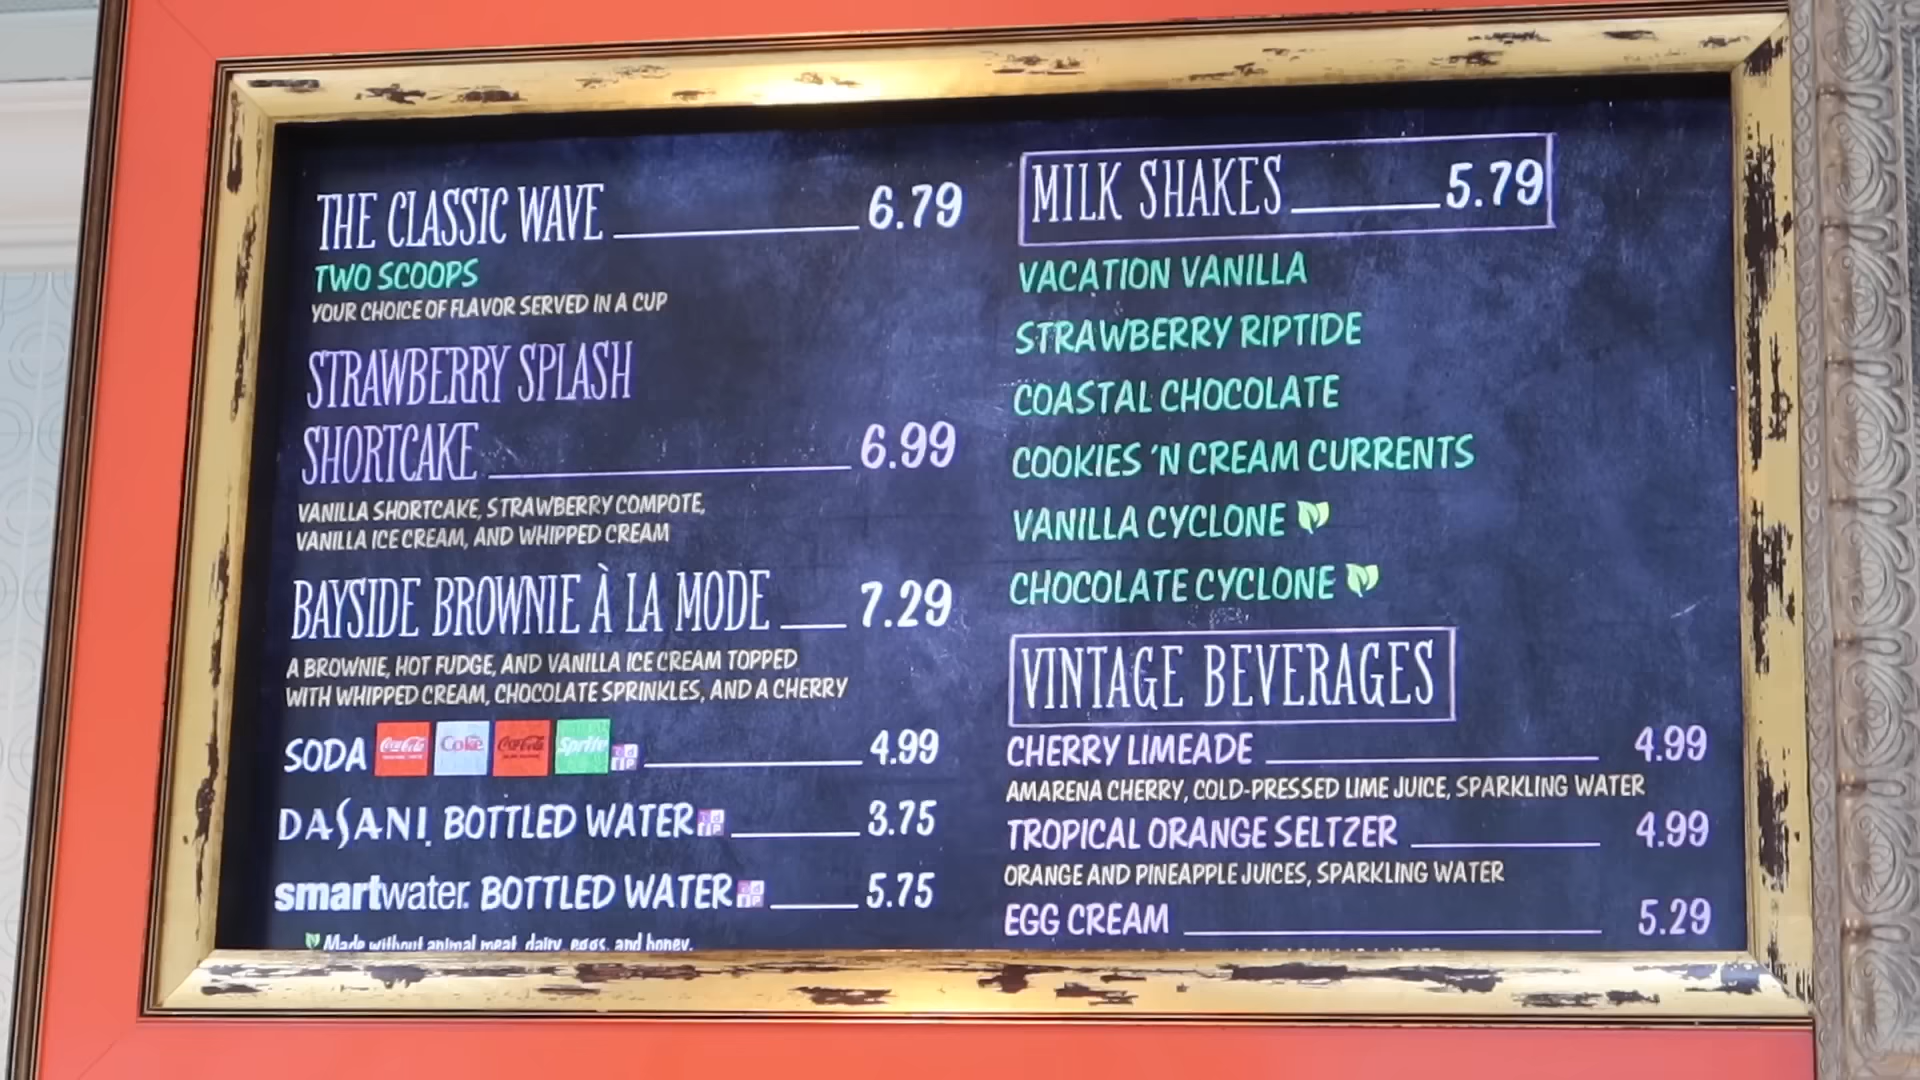 THE CLASSIC WAVE 6.79
TWO SCOOPS
YOUR CHOICE OF FLAVOR SERVED IN A CUP
STRAWBERRY SPLASH
SHORTCAKE 6.99
VANILLA SHORTCAKE, STRAWBERRY COMPOTE,
VANILLA ICE CREAM, AND WHIPPED CREAM
BAYSIDE BROWNIE À LA MODE 7.29
A BROWNIE, HOT FUDGE, AND VANILLA ICE CREAM TOPPED
WITH WHIPPED CREAM, CHOCOLATE SPRINKLES, AND A CHERRY
SODA Coca-Cola Coke Coca-Cola Sprite 4.99
DASANI BOTTLED WATER 3.75
smartwater. BOTTLED WATER 5.75
Made without animal meat, dairy, eggs, and honey.
MILK SHAKES 5.79
VACATION VANILLA
STRAWBERRY RIPTIDE
COASTAL CHOCOLATE
COOKIES 'N CREAM CURRENTS
VANILLA CYCLONE
CHOCOLATE CYCLONE
VINTAGE BEVERAGES
CHERRY LIMEADE 4.99
AMARENA CHERRY, COLD-PRESSED LIME JUICE, SPARKLING WATER
TROPICAL ORANGE SELTZER 4.99
ORANGE AND PINEAPPLE JUICES, SPARKLING WATER
EGG CREAM 5.29